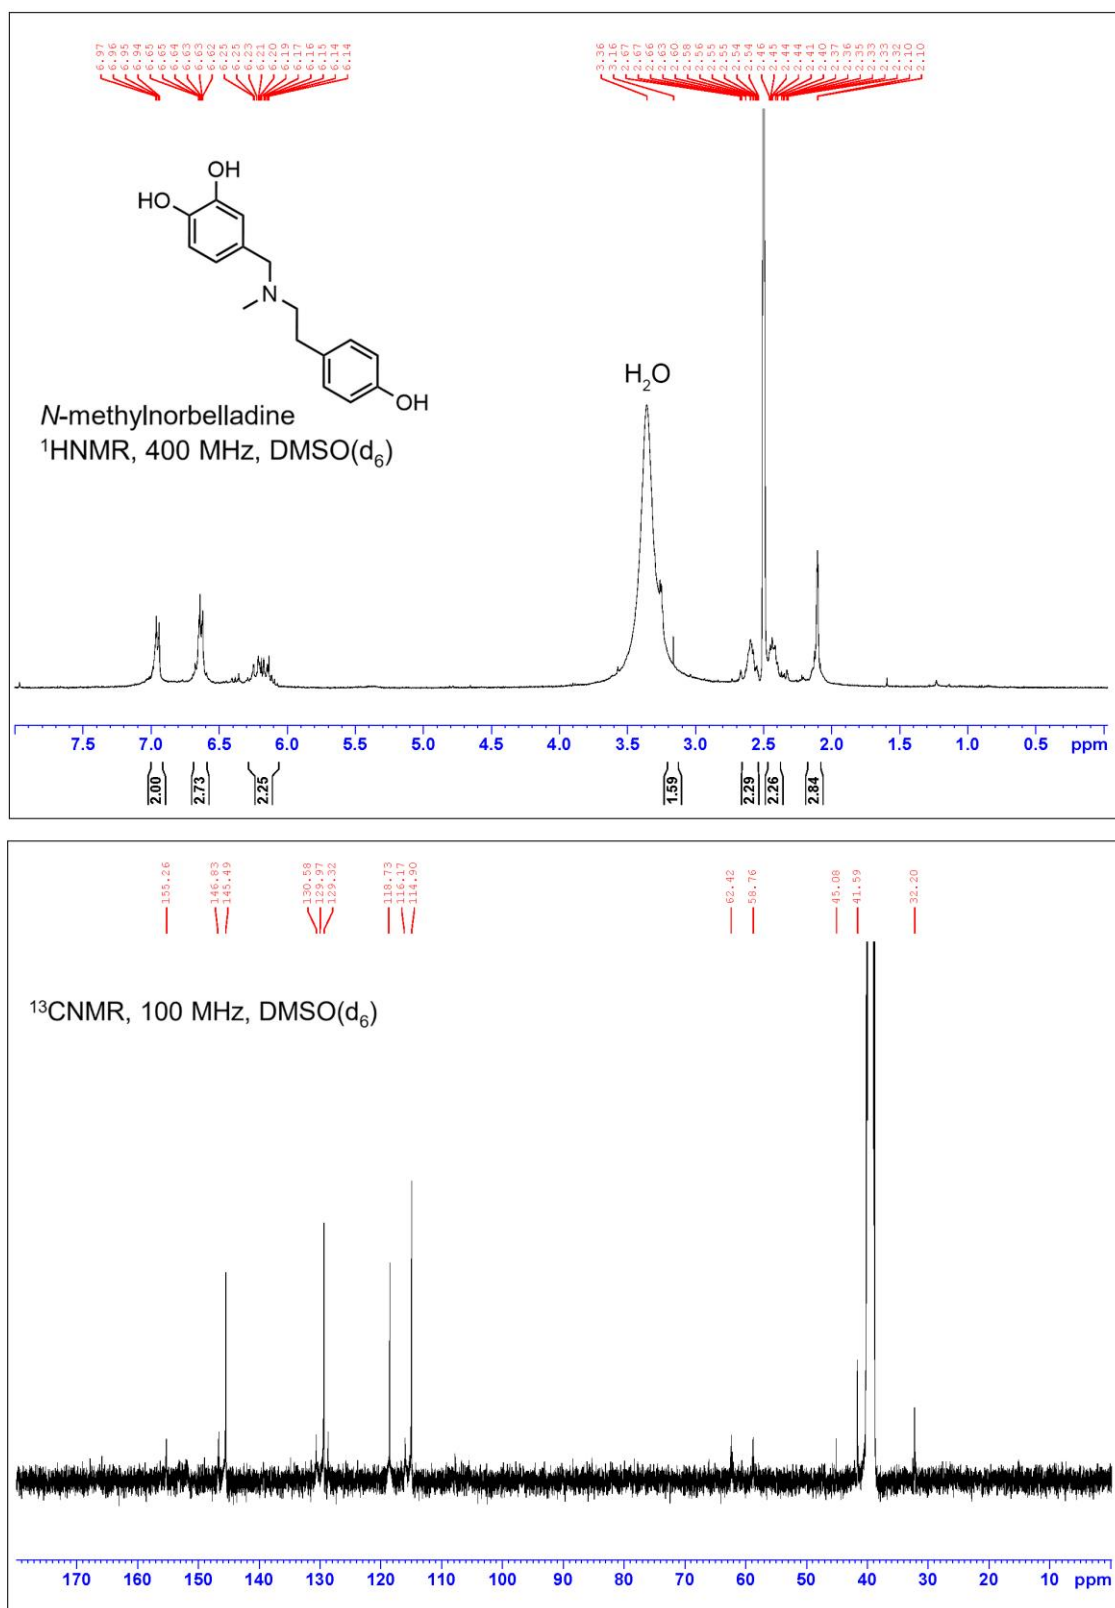 6.97 6.96 6.95 6.94 6.65 6.65 6.64 6.63 6.63 6.62 6.25 6.25 6.23 6.21 6.20 6.19 6.17 6.16 6.15 6.14 6.14 3.36 3.16 2.67 2.67 2.66 2.63 2.60 2.58 2.56 2.55 2.55 2.54 2.54 2.46 2.45 2.44 2.44 2.41 2.40 2.37 2.36 2.35 2.33 2.33 2.32 2.10 2.10
OH
HO
N
OH
H₂O
N-methylnorbelladine
¹HNMR, 400 MHz, DMSO(d₆)
7.5 7.0 6.5 6.0 5.5 5.0 4.5 4.0 3.5 3.0 2.5 2.0 1.5 1.0 0.5 ppm
2.00 2.73 2.25 1.59 2.29 2.26 2.84
155.26 146.83 145.49 130.58 129.97 129.32 118.73 116.17 114.90 62.42 58.76 45.08 41.59 32.20
¹³CNMR, 100 MHz, DMSO(d₆)
170 160 150 140 130 120 110 100 90 80 70 60 50 40 30 20 10 ppm